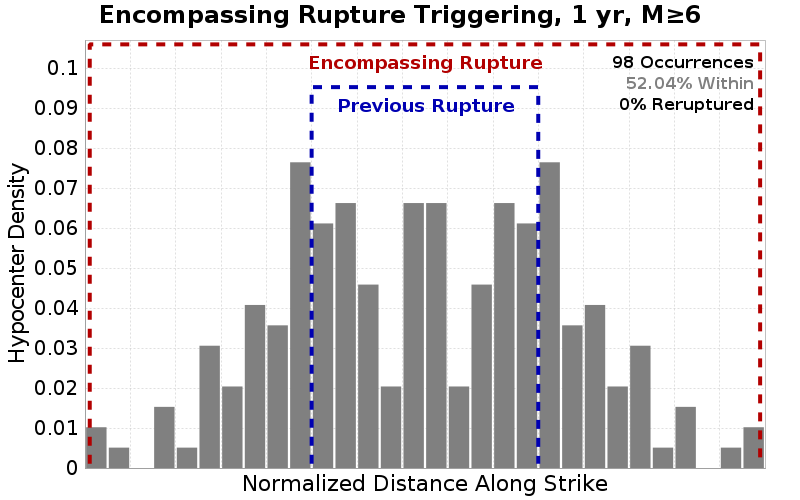 Encompassing Rupture Triggering, 1 yr, M≥6
Encompassing Rupture
98 Occurrences
52.04% Within
0% Reruptured
Previous Rupture
Hypocenter Density
0.1
0.09
0.08
0.07
0.06
0.05
0.04
0.03
0.02
0.01
0
Normalized Distance Along Strike